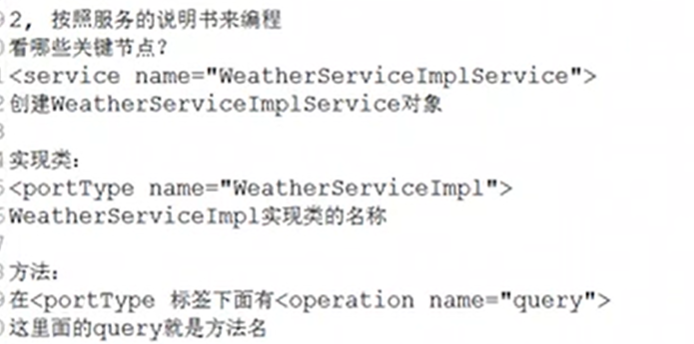 2, 按照服务的说明书来编程
看哪些关键节点?
<service name="WeatherServiceImplService">
创建WeatherServiceImplService对象
实现类:
<portType name="WeatherServiceImpl">
WeatherServiceImpl实现类的名称
方法:
在<portType 标签下面有<operation name="query">
这里面的query就是方法名